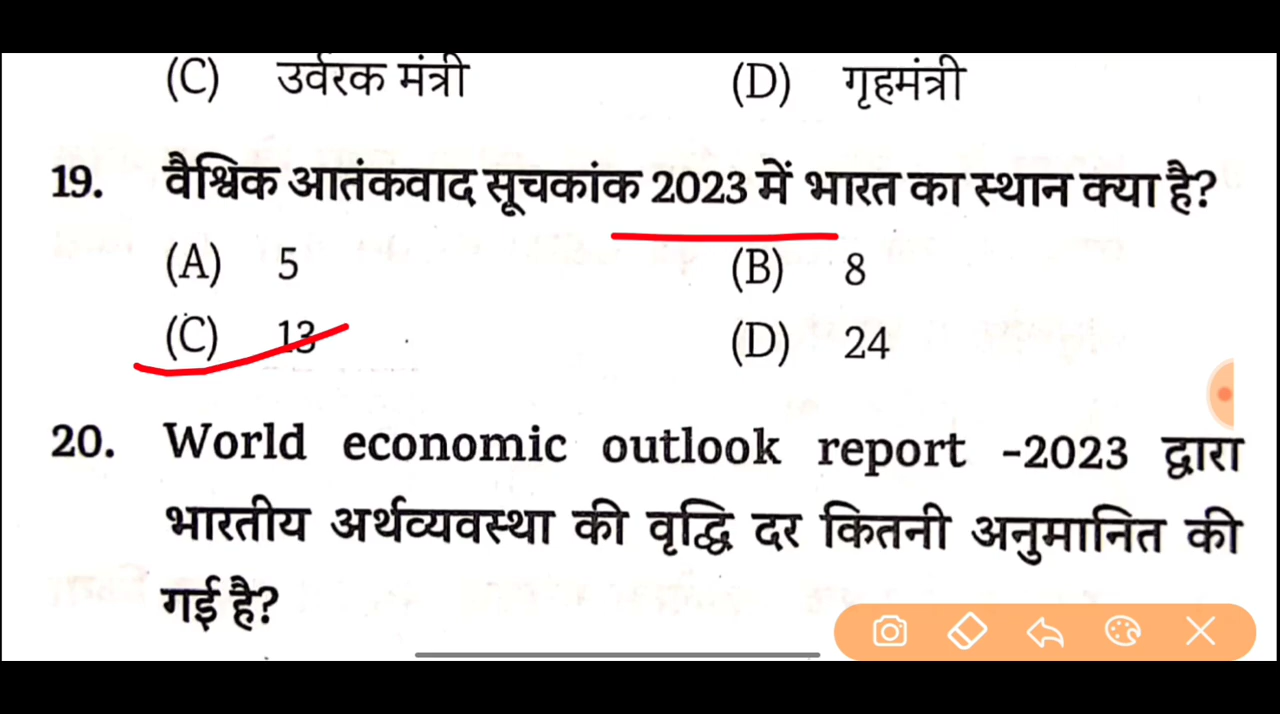 (C) उर्वरक मंत्री (D) गृहमंत्री
19. वैश्विक आतंकवाद सूचकांक 2023 में भारत का स्थान क्या है?
(A) 5 (B) 8
(C) 13 (D) 24
20. World economic outlook report -2023 द्वारा
भारतीय अर्थव्यवस्था की वृद्धि दर कितनी अनुमानित की
गई है?